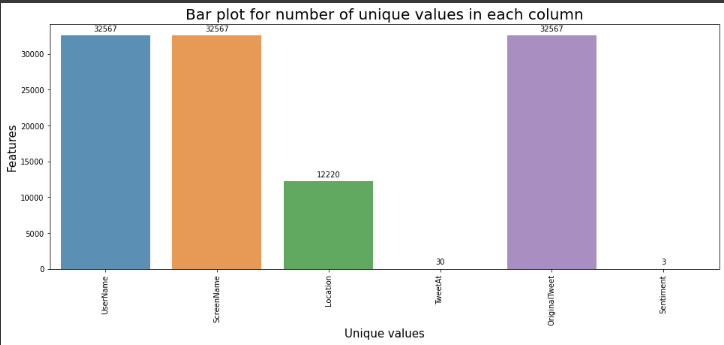 Bar plot for number of unique values in each column
32567
32567
12220
30
32567
3
Features
30000
25000
20000
15000
10000
5000
0
UserName
ScreenName
Location
TweetAt
OriginalTweet
Sentiment
Unique values